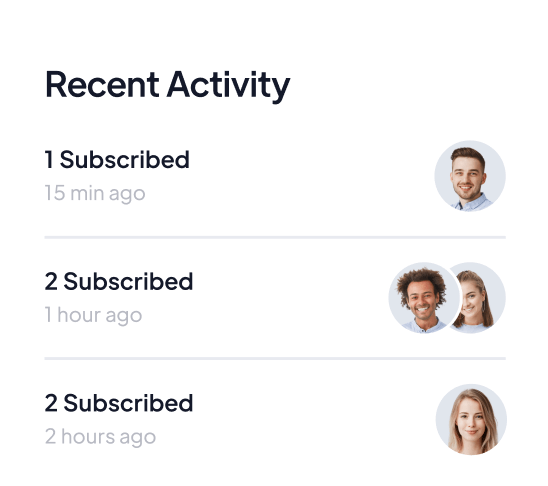 Recent Activity
1 Subscribed
15 min ago
2 Subscribed
1 hour ago
2 Subscribed
2 hours ago